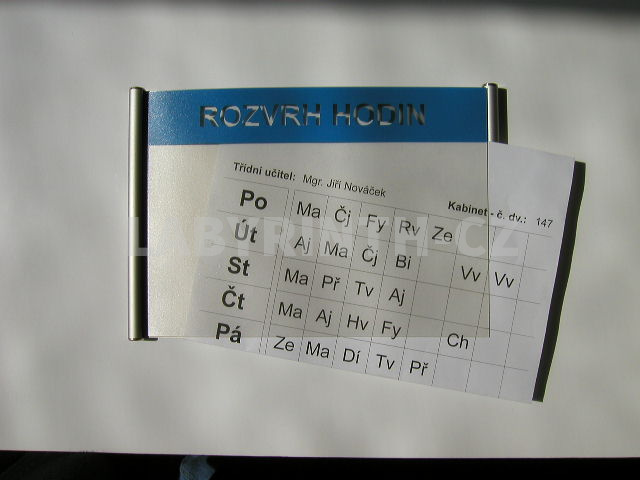 ROZVRH HODIN
Třídní učitel: Mgr. Jiří Nováček
Kabinet - č. dv.: 147
Po Ma Čj Fy Rv Ze
Út Aj Ma Čj Bi Vv Vv
St Ma Př Tv Aj
Čt Ma Aj Hv Fy Ch
Pá Ze Ma Dí Tv Př
LABYRINTH-CZ